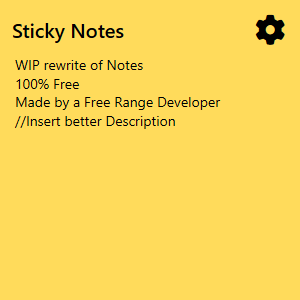 Sticky Notes
WIP rewrite of Notes
100% Free
Made by a Free Range Developer
//Insert better Description